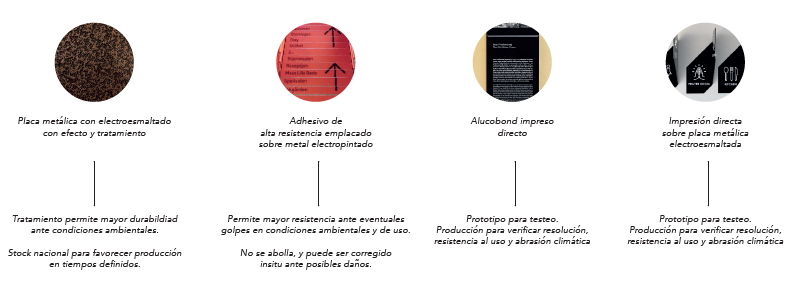 Placa metálica con electroesmaltado
con efecto y tratamiento
Tratamiento permite mayor durabildiad
ante condiciones ambientales.
Stock nacional para favorecer producción
en tiempos definidos.
Adhesivo de
alta resistencia emplacado
sobre metal electropintado
Permite mayor resistencia ante eventuales
golpes en condiciones ambientales y de uso.
No se abolla, y puede ser corregido
insitu ante posibles daños.
Alucobond impreso
directo
Prototipo para testeo.
Producción para verificar resolución,
resistencia al uso y abrasión climática
Impresión directa
sobre placa metálica
electroesmaltada
Prototipo para testeo.
Producción para verificar resolución,
resistencia al uso y abrasión climática